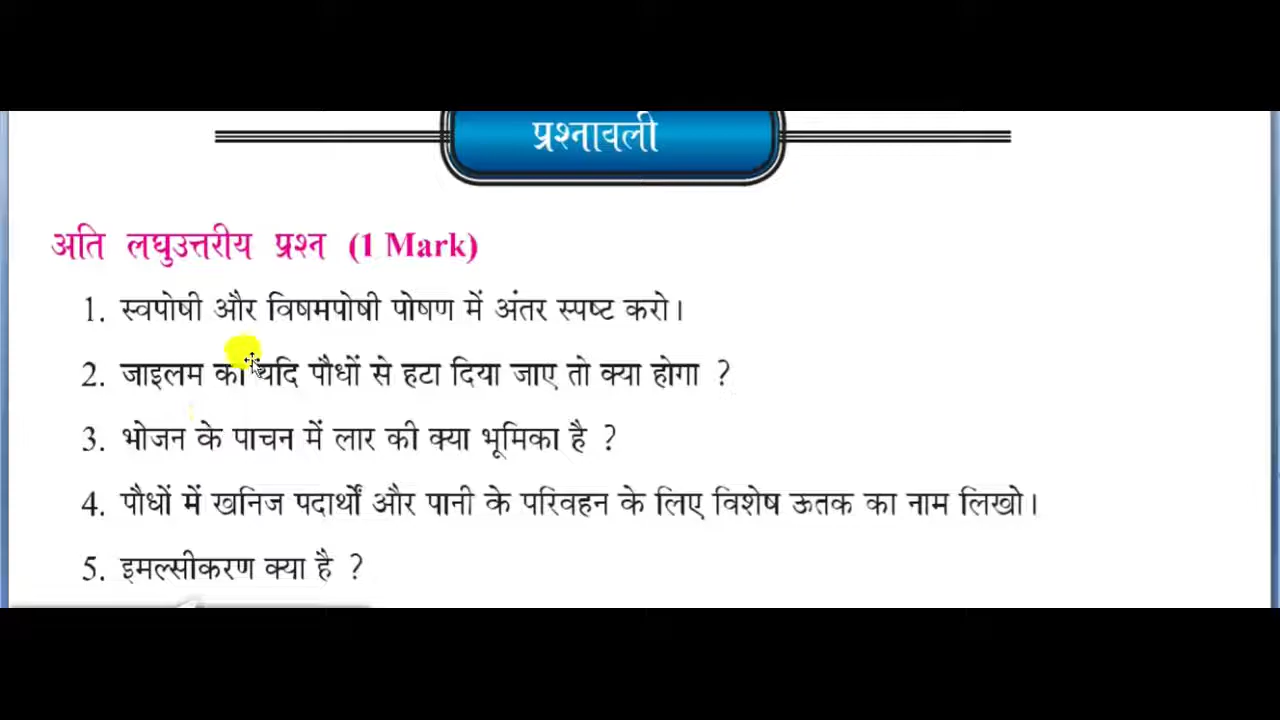 प्रश्नावली
अति लघुउत्तरीय प्रश्न (1 Mark)
1. स्वपोषी और विषमपोषी पोषण में अंतर स्पष्ट करो।
2. जाइलम को यदि पौधों से हटा दिया जाए तो क्या होगा ?
3. भोजन के पाचन में लार की क्या भूमिका है ?
4. पौधों में खनिज पदार्थों और पानी के परिवहन के लिए विशेष ऊतक का नाम लिखो।
5. इमल्सीकरण क्या है ?